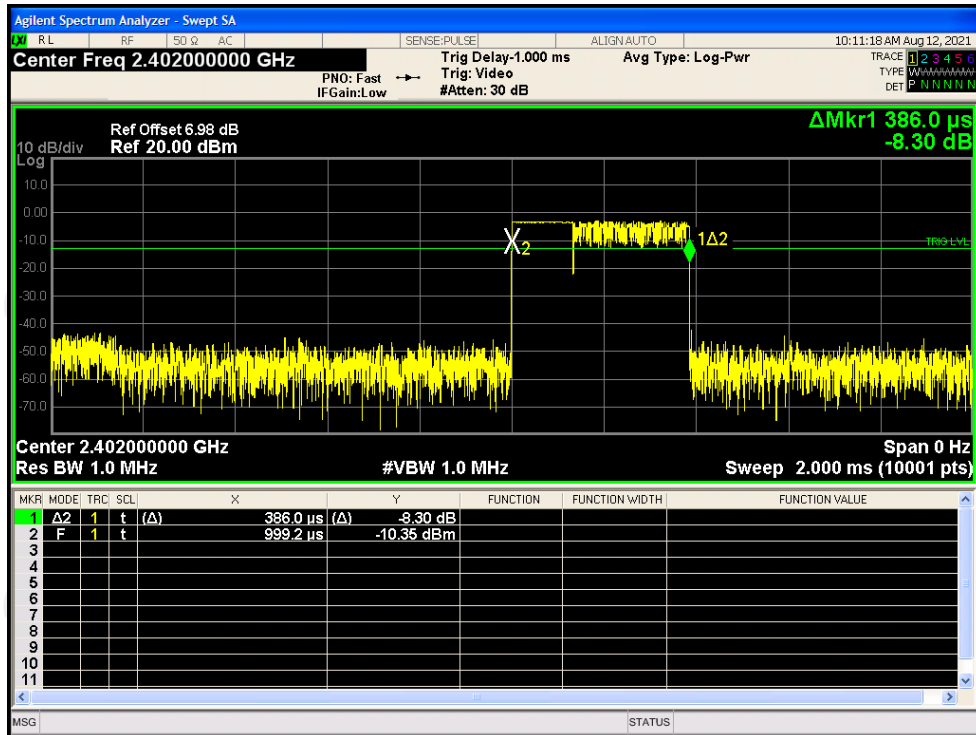 Agilent Spectrum Analyzer - Swept SA
LXI RL RF 50 Ω AC SENSE:PULSE ALIGN AUTO 10:11:18 AM Aug 12, 2021
Center Freq 2.402000000 GHz
PNO: Fast
IFGain:Low
Trig Delay-1.000 ms
Trig: Video
#Atten: 30 dB
Avg Type: Log-Pwr
TRACE 1 2 3 4 5 6
TYPE W
DET P N N N N N
ΔMkr1 386.0 µs
-8.30 dB
Ref Offset 6.98 dB
10 dB/div Ref 20.00 dBm
Log
10.0
0.00
-10.0
-20.0
-30.0
-40.0
-50.0
-60.0
-70.0
X2
1Δ2
TRIG LVL
Center 2.402000000 GHz Span 0 Hz
Res BW 1.0 MHz #VBW 1.0 MHz Sweep 2.000 ms (10001 pts)
MKR MODE TRC SCL X Y FUNCTION FUNCTION WIDTH FUNCTION VALUE
1 Δ2 1 t (Δ) 386.0 µs (Δ) -8.30 dB
2 F 1 t 999.2 µs -10.35 dBm
3
4
5
6
7
8
9
10
11
MSG STATUS